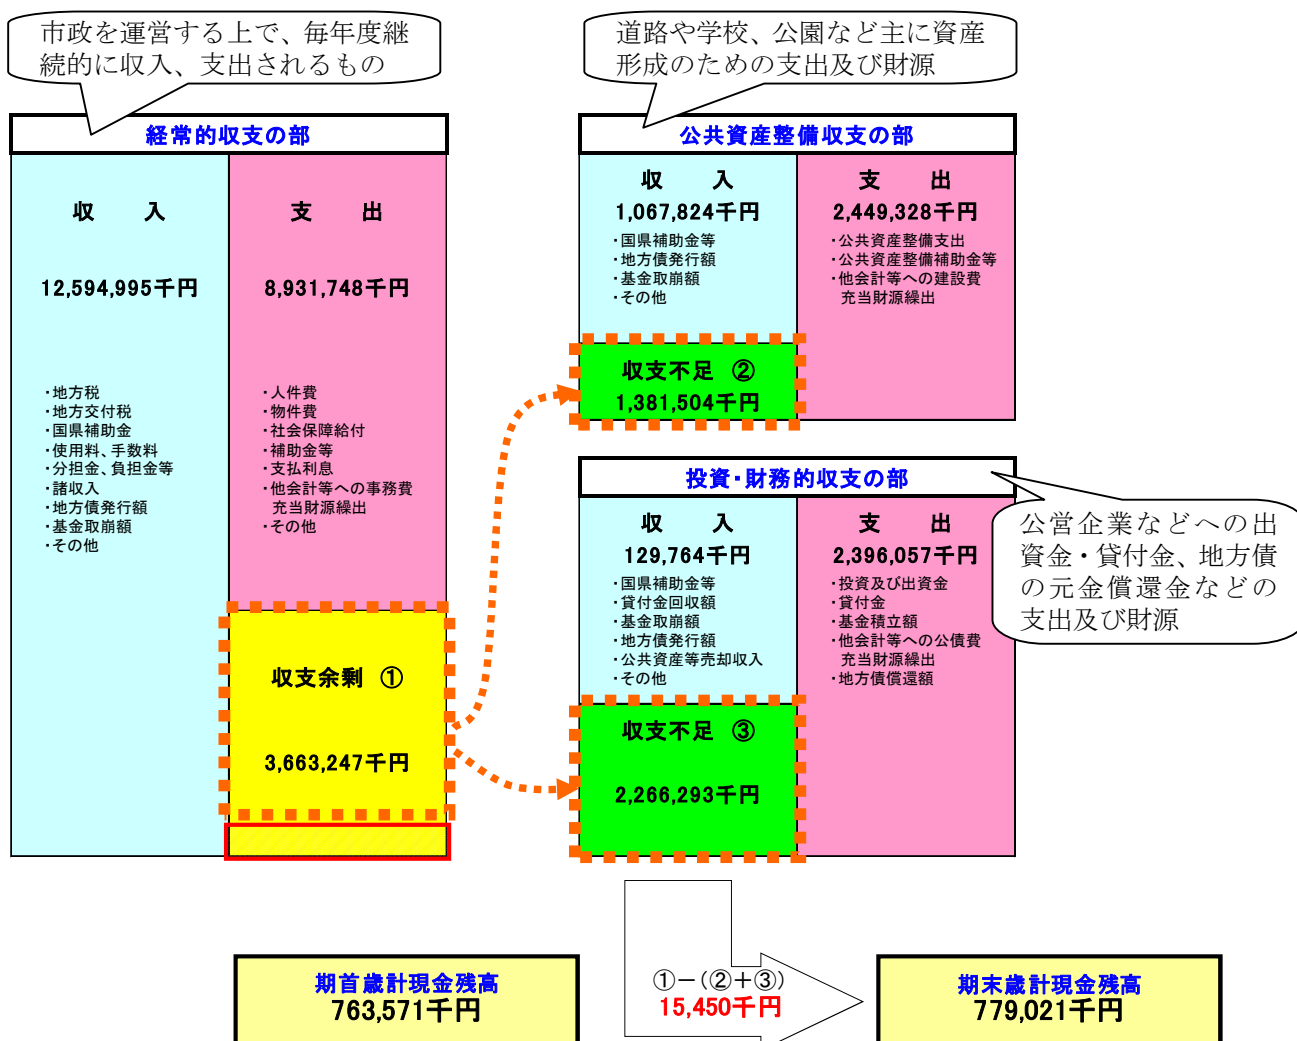 市政を運営する上で、毎年度継
続的に収入、支出されるもの
経常的収支の部
収　入
12,594,995千円
・地方税
・地方交付税
・国県補助金
・使用料、手数料
・分担金、負担金等
・諸収入
・地方債発行額
・基金取崩額
・その他
支　出
8,931,748千円
・人件費
・物件費
・社会保障給付
・補助金等
・支払利息
・他会計等への事務費
充当財源繰出
・その他
収支余剰　①
3,663,247千円
道路や学校、公園など主に資産
形成のための支出及び財源
公共資産整備収支の部
収　入
1,067,824千円
・国県補助金等
・地方債発行額
・基金取崩額
・その他
収支不足　②
1,381,504千円
支　出
2,449,328千円
・公共資産整備支出
・公共資産整備補助金等
・他会計等への建設費
充当財源繰出
投資・財務的収支の部
収　入
129,764千円
・国県補助金等
・貸付金回収額
・基金取崩額
・地方債発行額
・公共資産等売却収入
・その他
収支不足　③
2,266,293千円
支　出
2,396,057千円
・投資及び出資金
・貸付金
・基金積立額
・他会計等への公債費
充当財源繰出
・地方債償還額
公営企業などへの出
資金・貸付金、地方債
の元金償還金などの
支出及び財源
期首歳計現金残高
763,571千円
①－(②＋③)
15,450千円
期末歳計現金残高
779,021千円